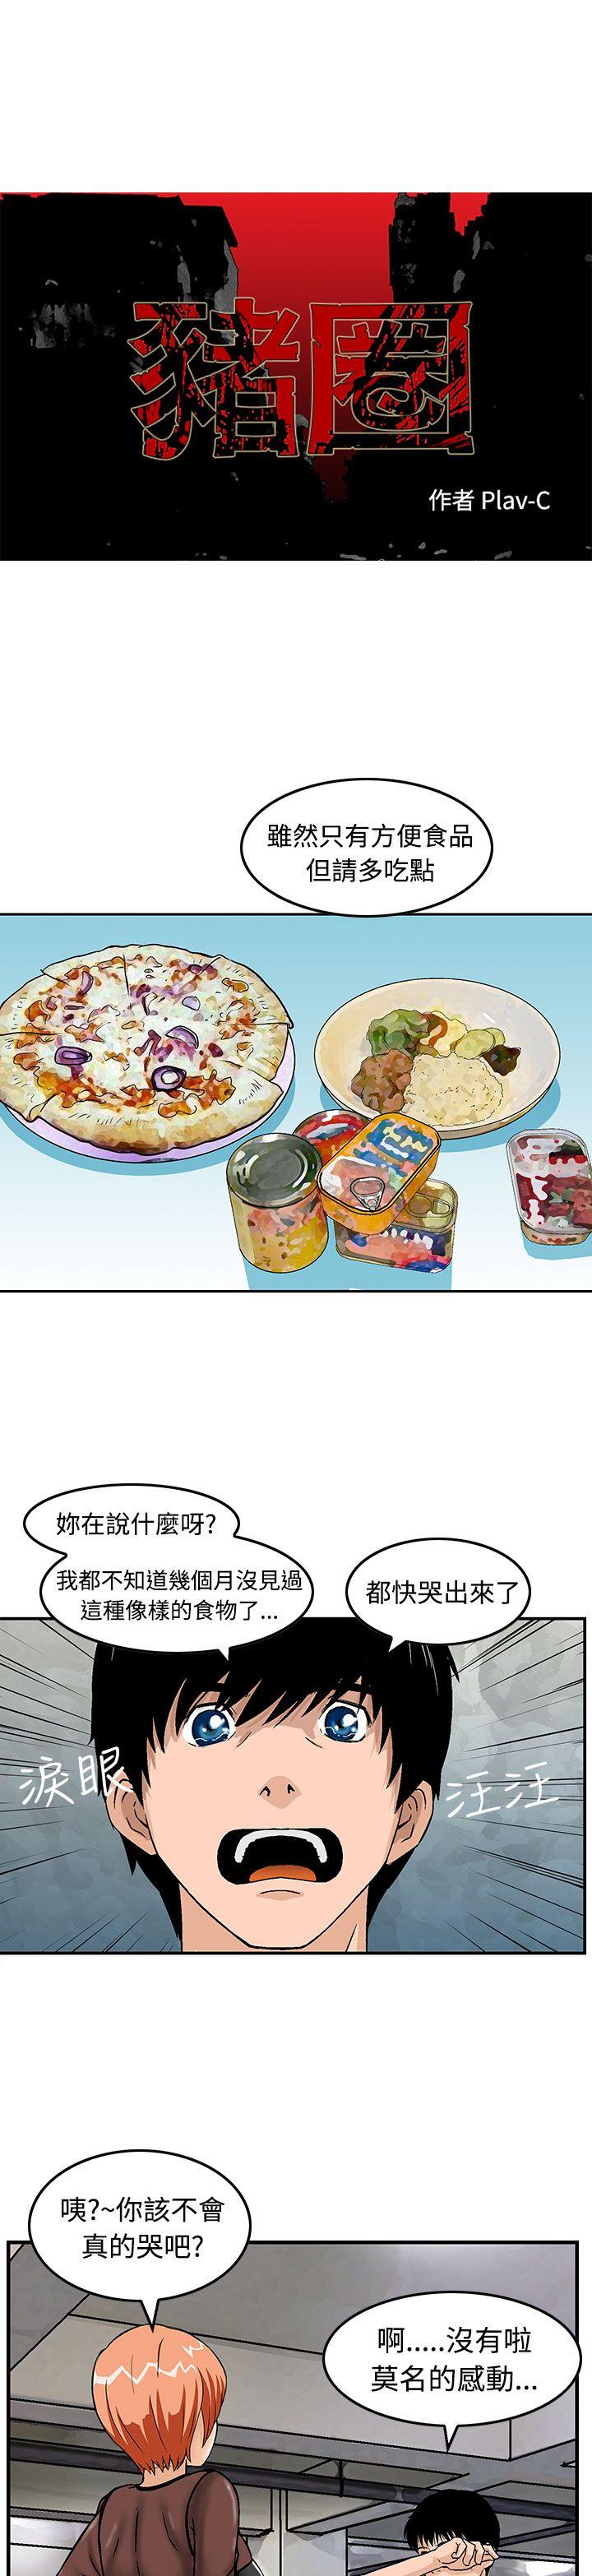 豬圈
作者 Plav-C
雖然只有方便食品
但請多吃點
妳在說什麼呀?
我都不知道幾個月沒見過
這種像樣的食物了...
都快哭出來了
淚眼
汪汪
咦?~你該不會
真的哭吧?
啊.....沒有啦
莫名的感動...